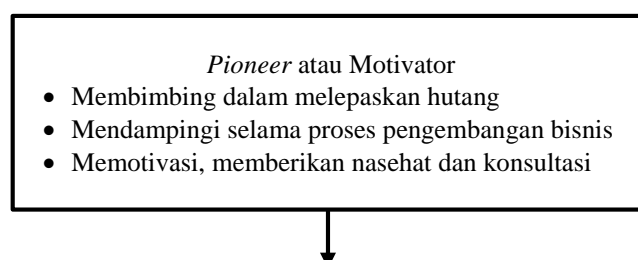 Pioneer atau Motivator
• Membimbing dalam melepaskan hutang
• Mendampingi selama proses pengembangan bisnis
• Memotivasi, memberikan nasehat dan konsultasi